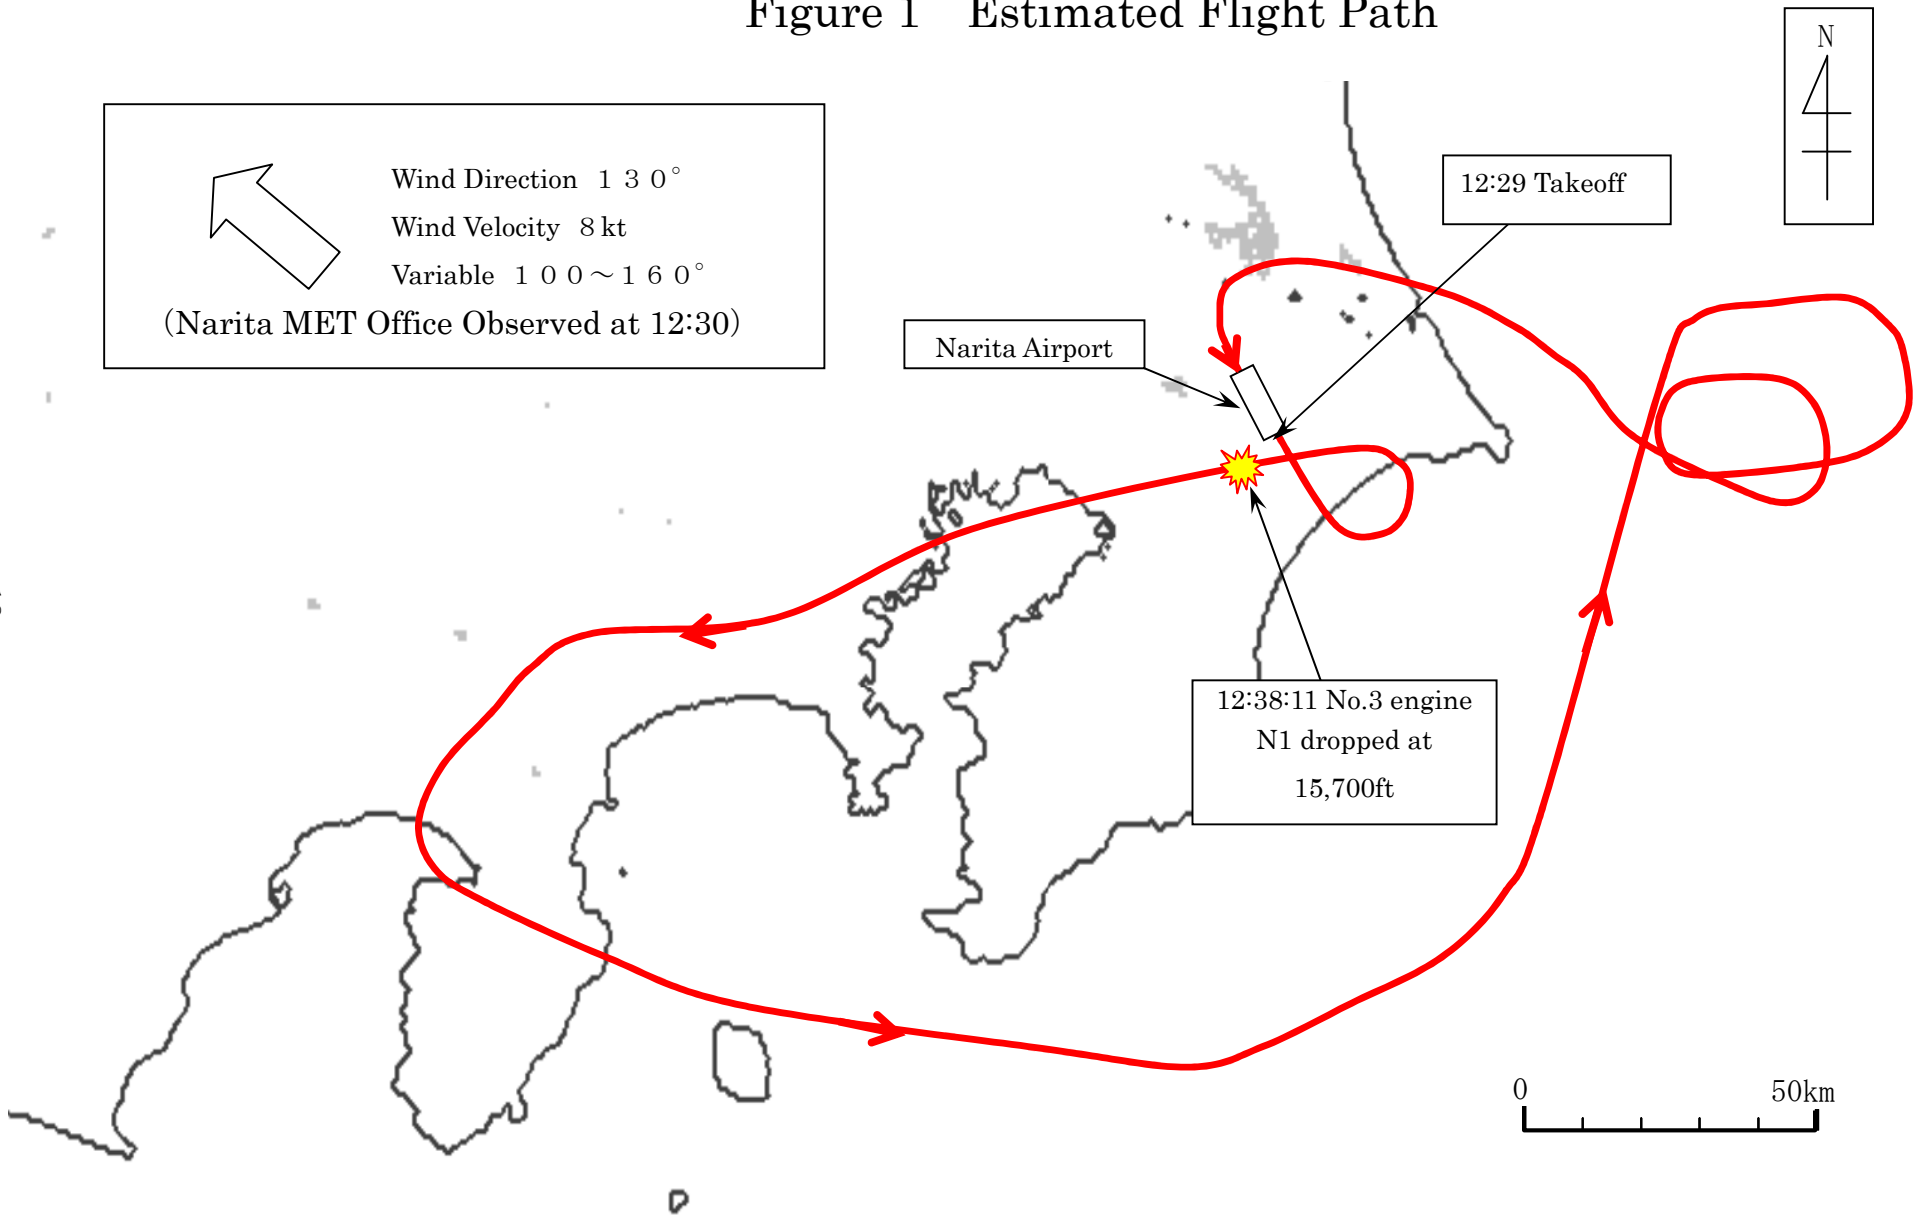 Figure 1 Estimated Flight Path
N
Wind Direction １３０°
Wind Velocity ８kt
Variable １００～１６０°
(Narita MET Office Observed at 12:30)
12:29 Takeoff
Narita Airport
12:38:11 No.3 engine
N1 dropped at
15,700ft
0 50km